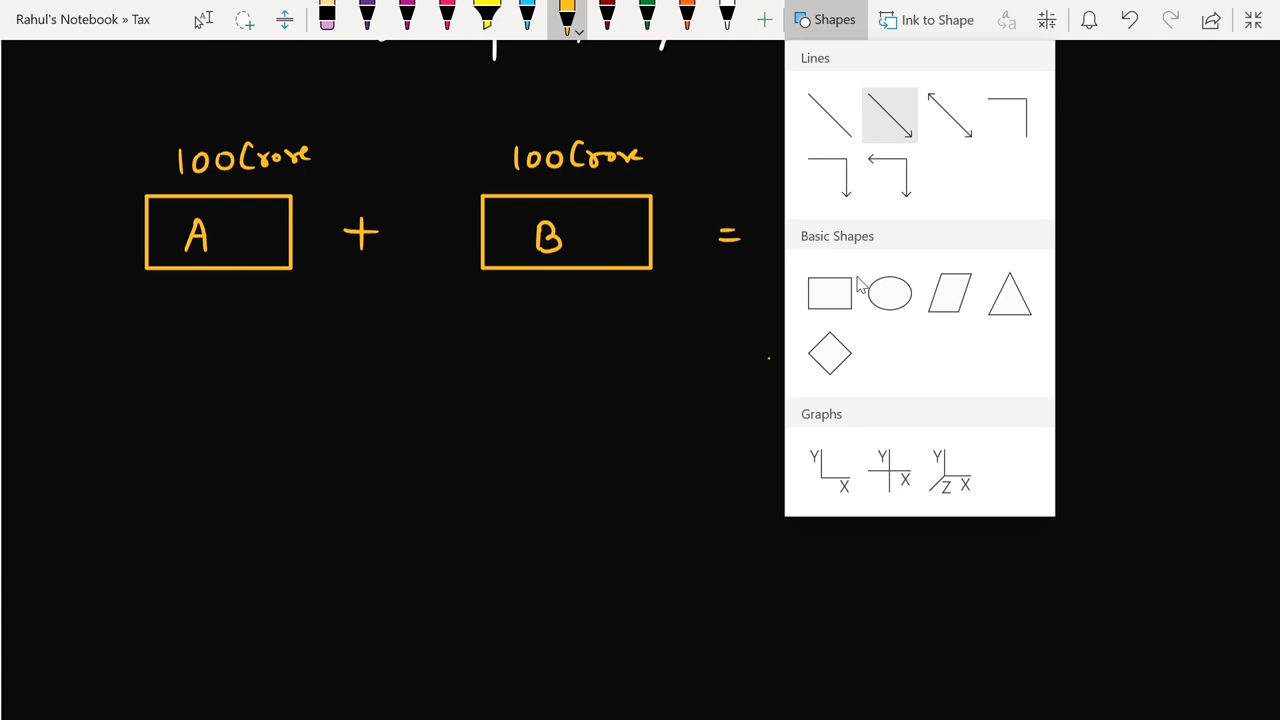 Rahul's Notebook » Tax
Shapes
Ink to Shape
Lines
100Crore
100Crore
A + B =
Basic Shapes
Graphs
Y X
Y X
Y Z X